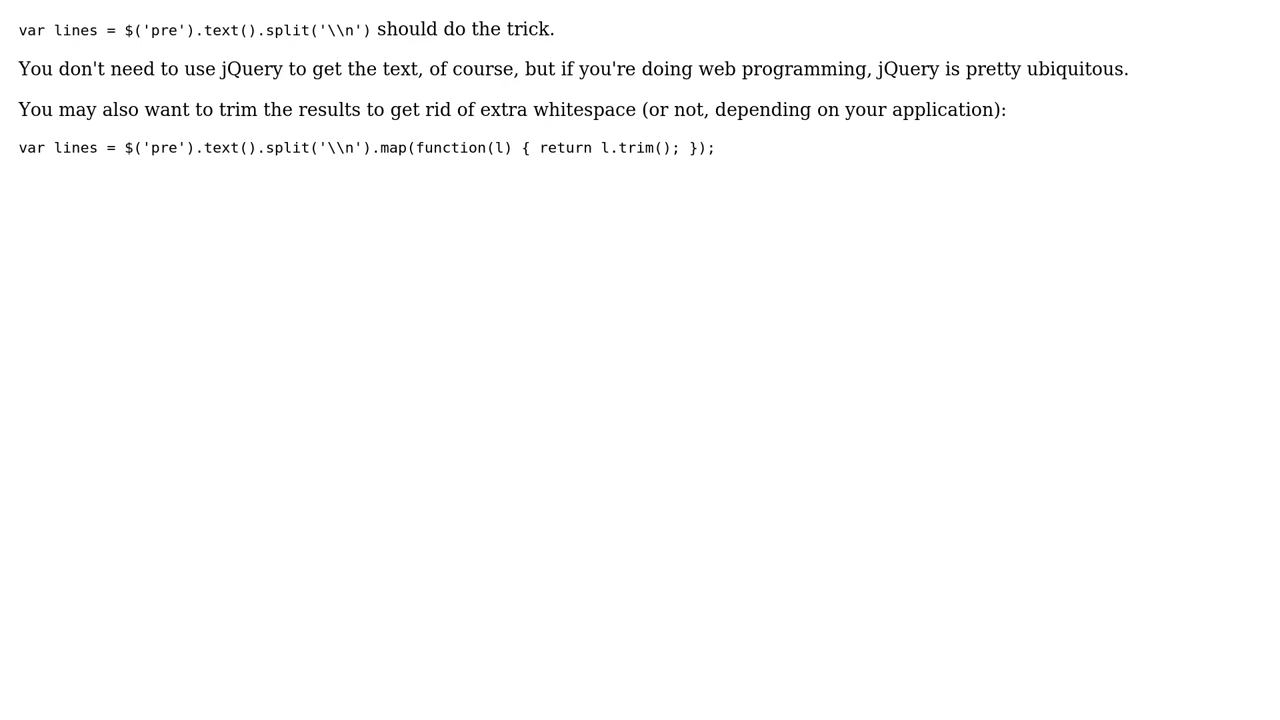 var lines = $('pre').text().split('\\n') should do the trick.
You don't need to use jQuery to get the text, of course, but if you're doing web programming, jQuery is pretty ubiquitous.
You may also want to trim the results to get rid of extra whitespace (or not, depending on your application):
var lines = $('pre').text().split('\\n').map(function(l) { return l.trim(); });